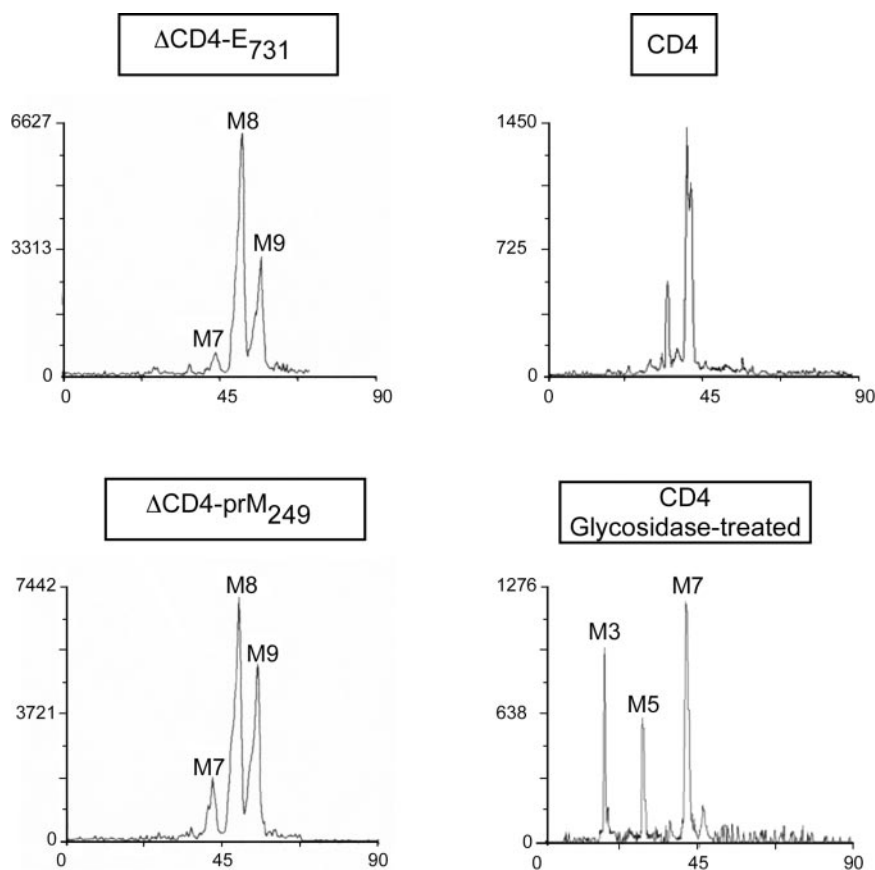 ΔCD4-E731
CD4
6627
3313
0
M7
M8
M9
0 45 90
1450
725
0
0 45 90
ΔCD4-prM249
CD4
Glycosidase-treated
7442
3721
0
M7
M8
M9
0 45 90
1276
638
0
M3
M5
M7
0 45 90